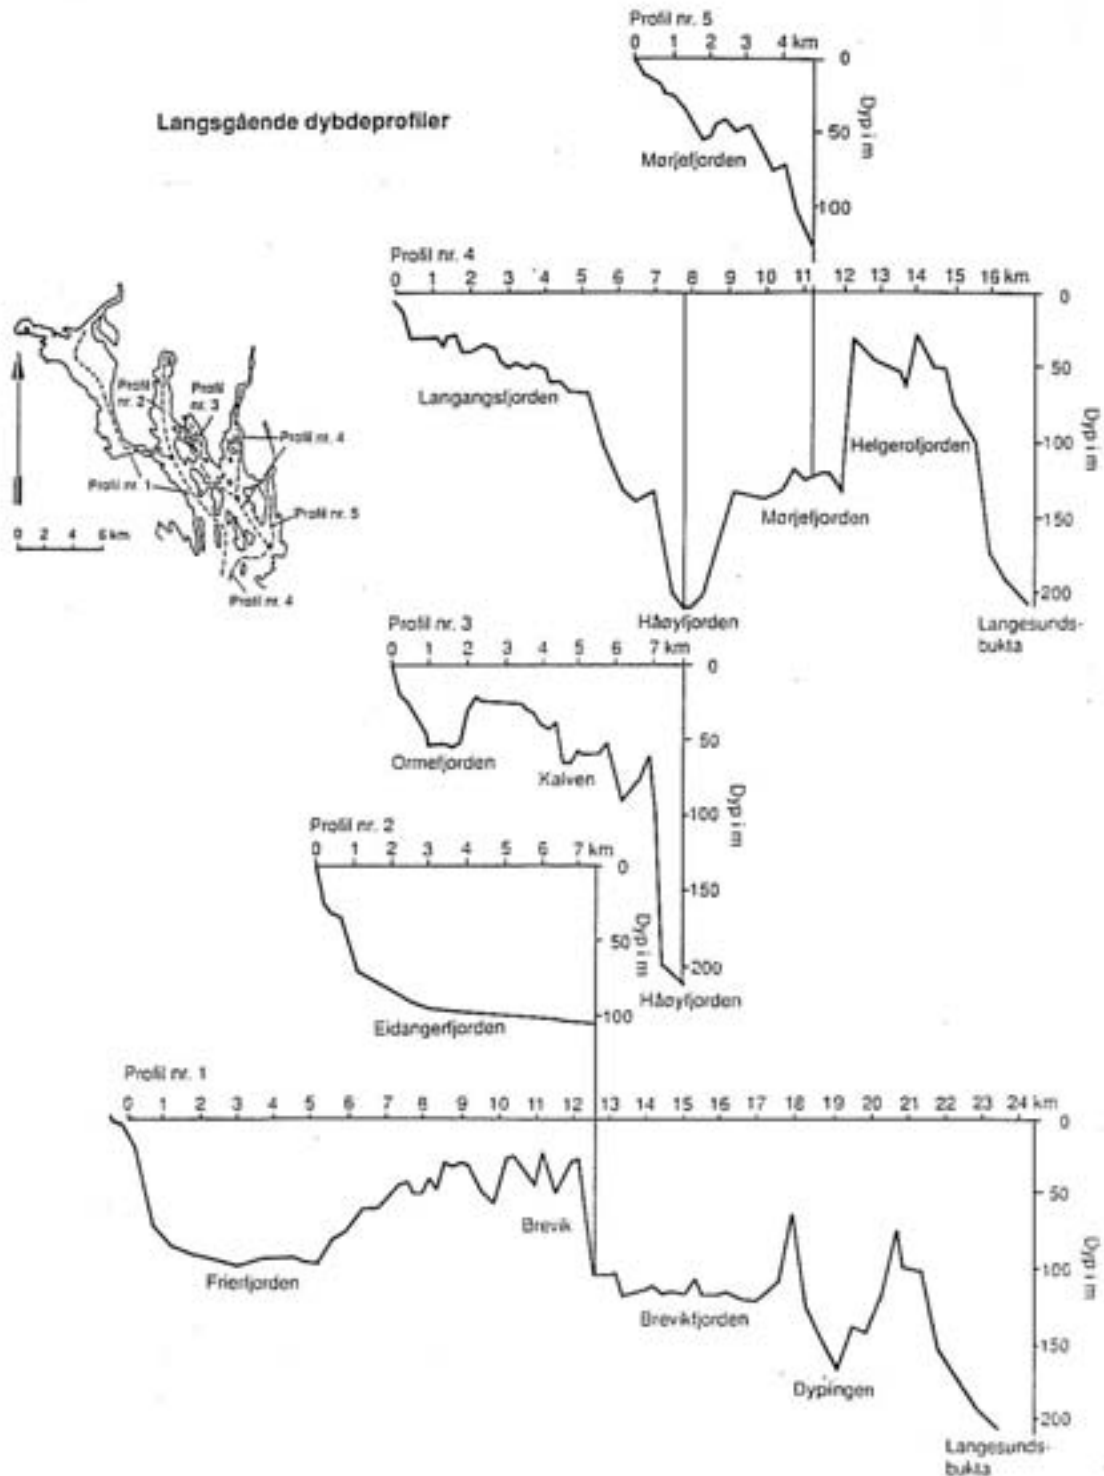 Profil nr. 5
0 1 2 3 4 km
0
50
100
Dyp i m
Mørjefjorden
Langsgående dybdeprofiler
Profil nr. 4
0 1 2 3 4 5 6 7 8 9 10 11 12 13 14 15 16 km
0
50
100
150
200
Dyp i m
Langangsfjorden
Helgerofjorden
Mørjefjorden
Håøyfjorden
Langesunds-
bukta
Profil
nr. 2
Profil
nr. 3
Profil nr. 4
Profil nr. 1
Profil nr. 5
Profil nr. 4
0 2 4 6 km
Profil nr. 3
0 1 2 3 4 5 6 7 km
0
50
100
150
200
Dyp i m
Ormefjorden
Kalven
Håøyfjorden
Profil nr. 2
0 1 2 3 4 5 6 7 km
0
50
100
Dyp i m
Eidangerfjorden
Profil nr. 1
0 1 2 3 4 5 6 7 8 9 10 11 12 13 14 15 16 17 18 19 20 21 22 23 24 km
0
50
100
150
200
Dyp i m
Brevik
Frierfjorden
Brevikfjorden
Dypingen
Langesunds-
bukta